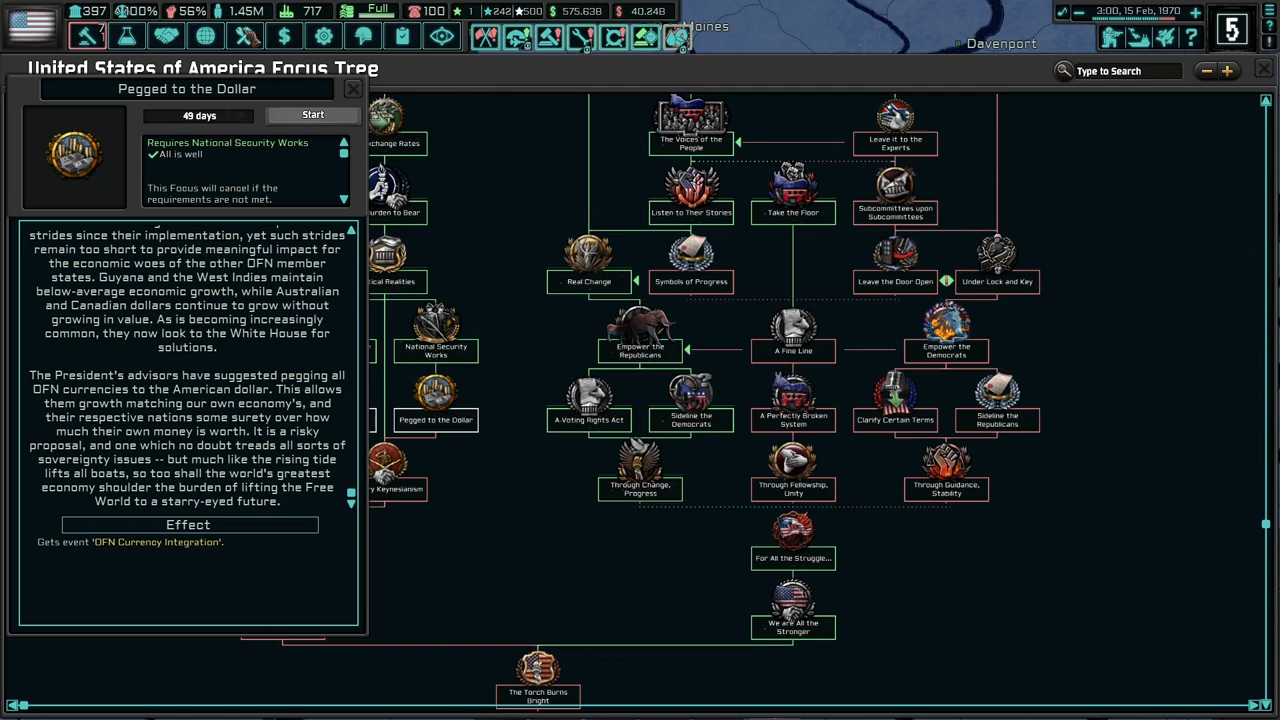 397
100%
56%
1.45M
717
Full
100
1
242
500
$ 575.63B
$ 40.24B
3:00, 15 Feb, 1970
5
Moines
Davenport
United States of America Focus Tree
Type to Search
Pegged to the Dollar
49 days
Start
Requires National Security Works
All is well
This Focus will cancel if the
requirements are not met.
strides since their implementation, yet such strides
remain too short to provide meaningful impact for
the economic woes of the other OFN member
states. Guyana and the West Indies maintain
below-average economic growth, while Australian
and Canadian dollars continue to grow without
growing in value. As is becoming increasingly
common, they now look to the White House for
solutions.
The President's advisors have suggested pegging all
OFN currencies to the American dollar. This allows
them growth matching our own economy's, and
their respective nations some surety over how
much their own money is worth. It is a risky
proposal, and one which no doubt treads all sorts of
sovereignty issues -- but much like the rising tide
lifts all boats, so too shall the world's greatest
economy shoulder the burden of lifting the Free
World to a starry-eyed future.
Effect
Gets event 'OFN Currency Integration'.
xchange Rates
urden to Bear
tical Realities
National Security
Works
Pegged to the Dollar
ry Keynesianism
The Voices of the
People
Leave it to the
Experts
Listen to Their Stories
Take the Floor
Subcommittees upon
Subcommittees
Real Change
Symbols of Progress
Leave the Door Open
Under Lock and Key
Empower the
Republicans
A Fine Line
Empower the
Democrats
A Voting Rights Act
Sideline the
Democrats
A Perfectly Broken
System
Clarify Certain Terms
Sideline the
Republicans
Through Change,
Progress
Through Fellowship,
Unity
Through Guidance,
Stability
For All the Struggle...
We are All the
Stronger
The Torch Burns
Bright